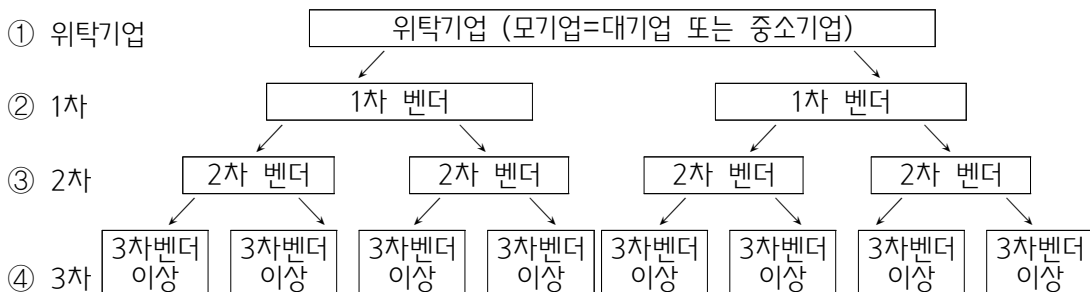 ① 위탁기업 위탁기업 (모기업=대기업 또는 중소기업)
② 1차 1차 벤더 1차 벤더
③ 2차 2차 벤더 2차 벤더 2차 벤더 2차 벤더
3차벤더 3차벤더 3차벤더 3차벤더 3차벤더 3차벤더 3차벤더 3차벤더
④ 3차 이상 이상 이상 이상 이상 이상 이상 이상